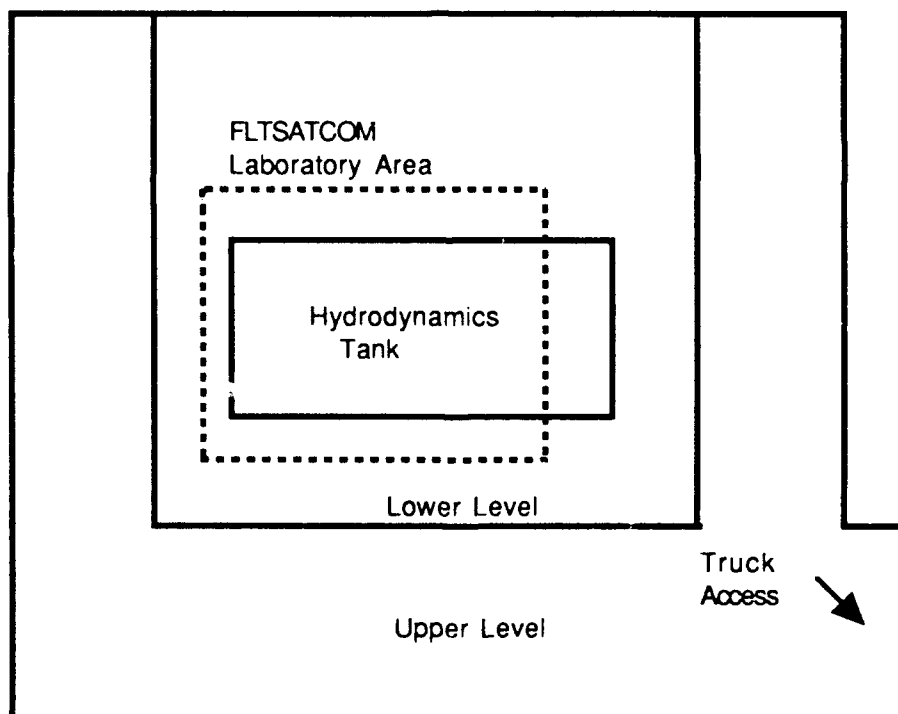 FLTSATCOM
Laboratory Area
Hydrodynamics
Tank
Lower Level
Truck
Access
Upper Level